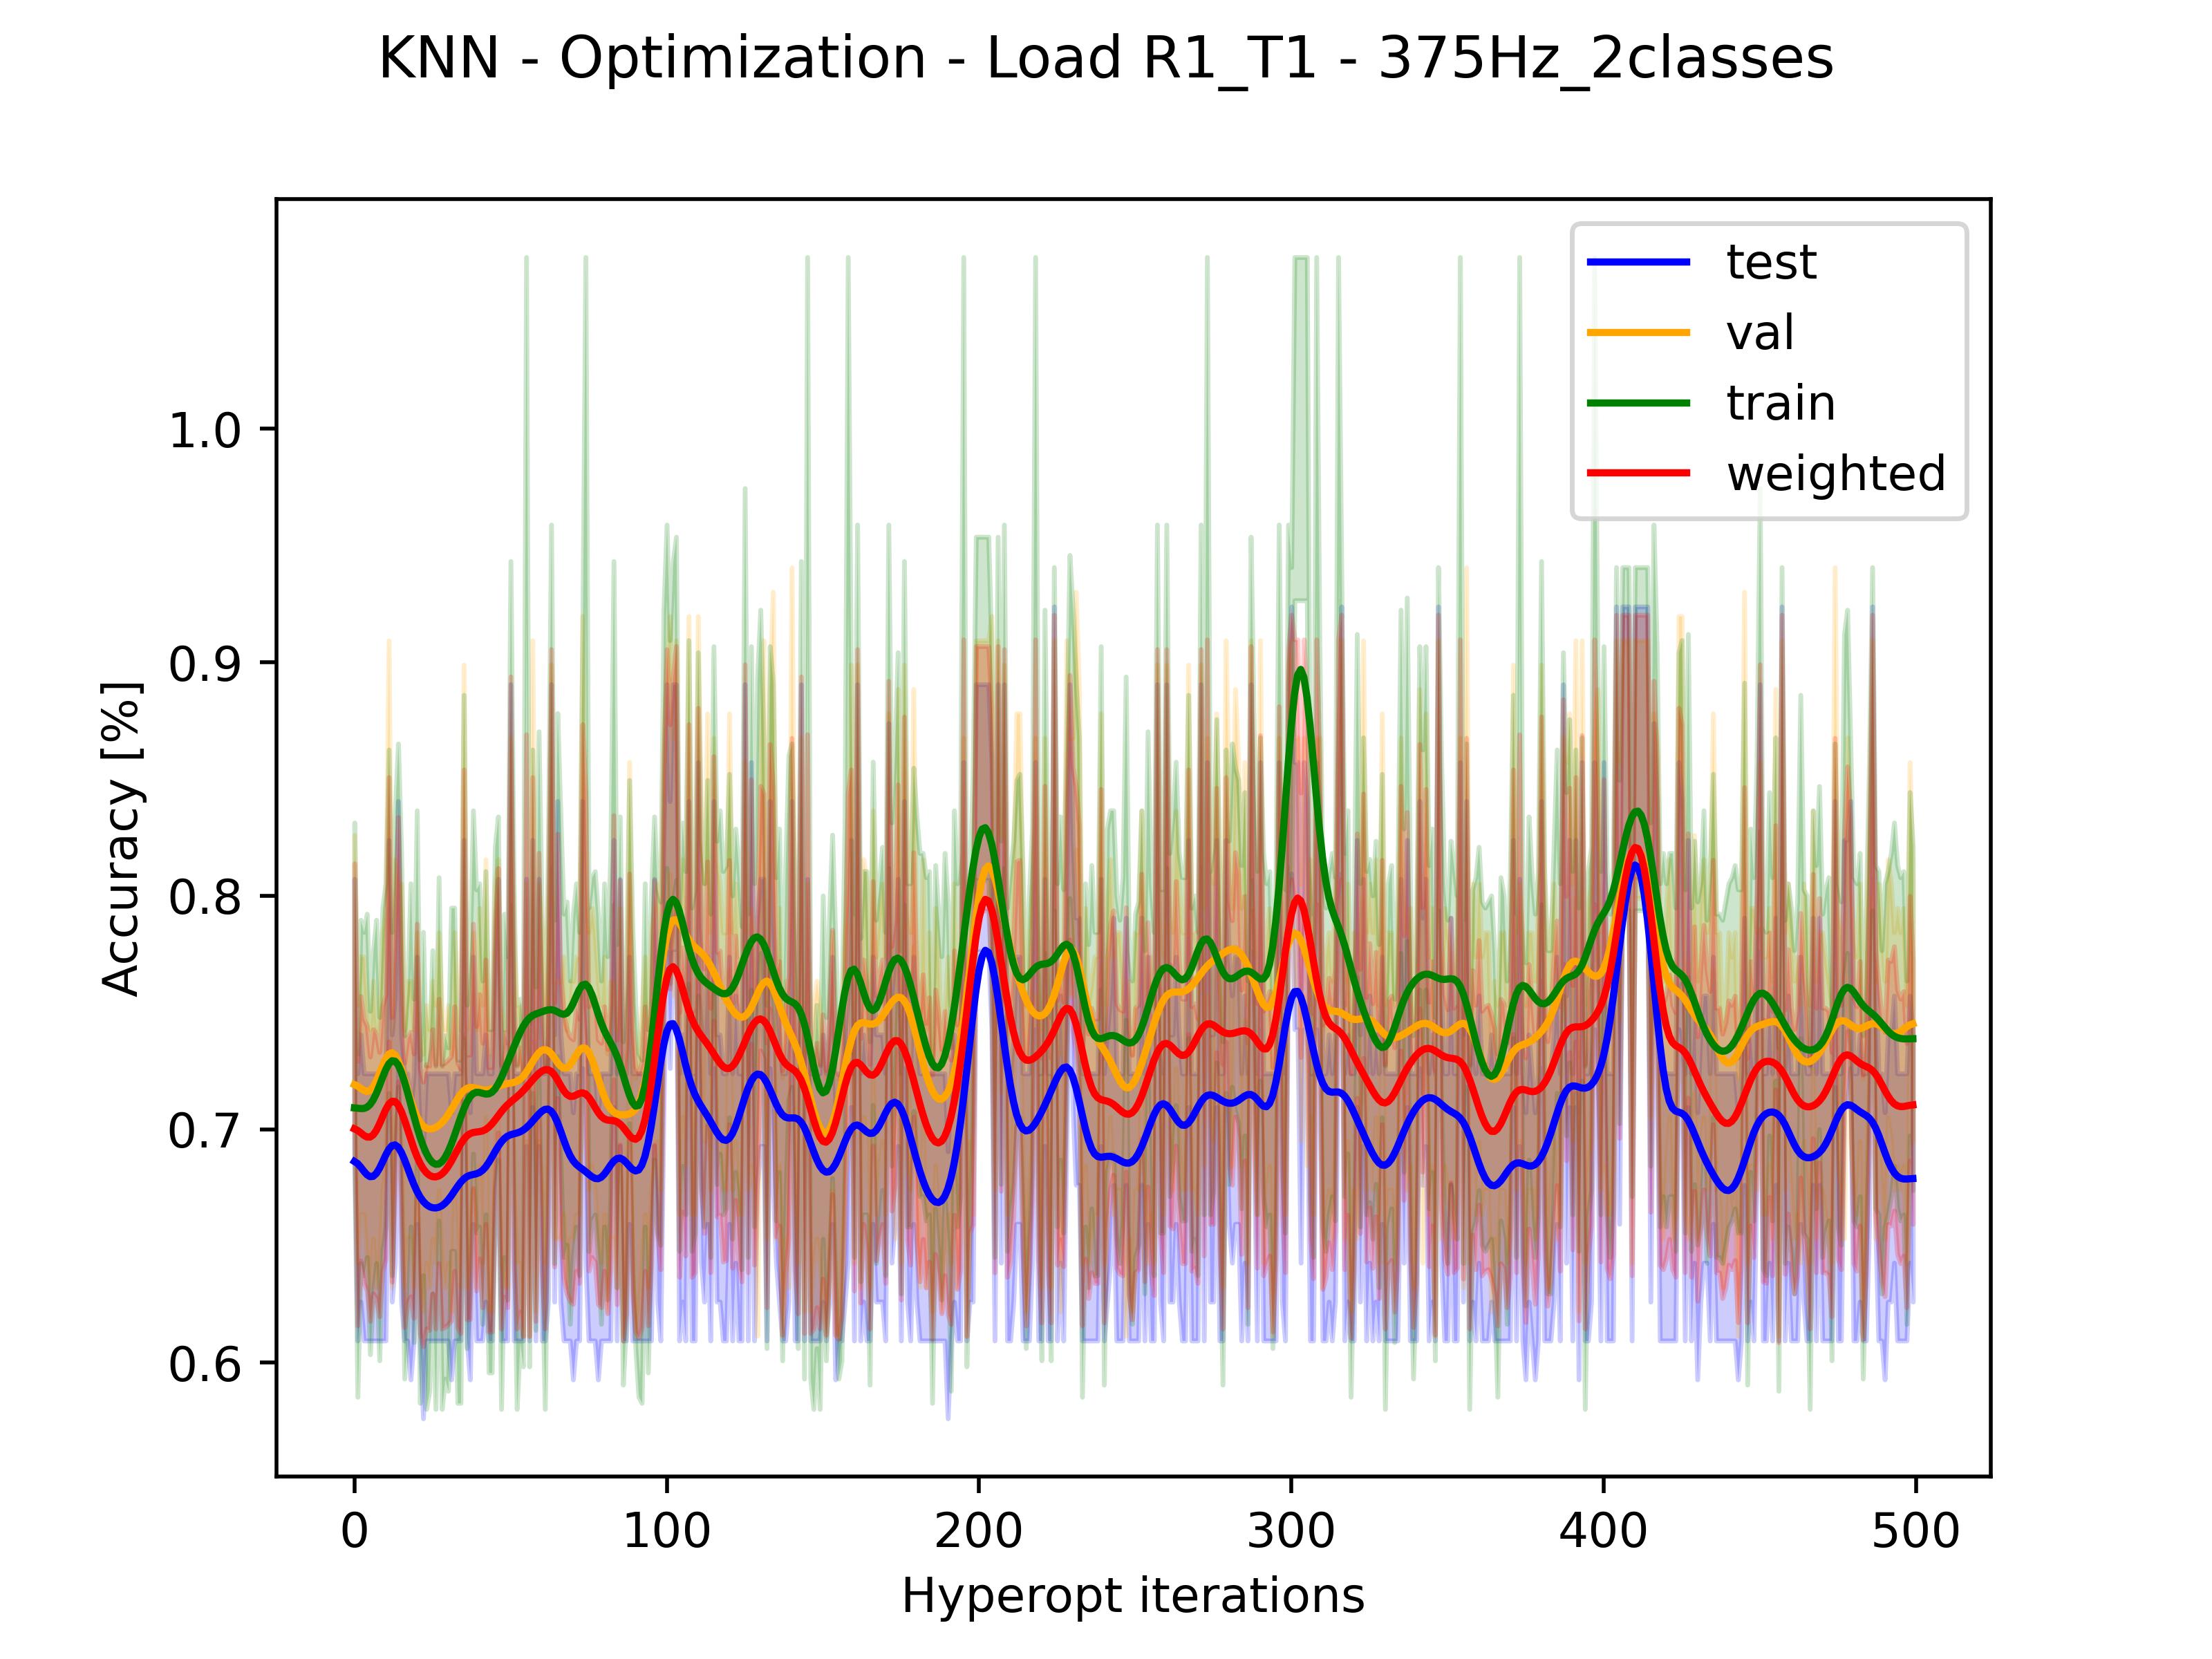 KNN - Optimization - Load R1_T1 - 375Hz_2classes
test
val
train
weighted
1.0
0.9
0.8
0.7
0.6
Accuracy [%]
0 100 200 300 400 500
Hyperopt iterations